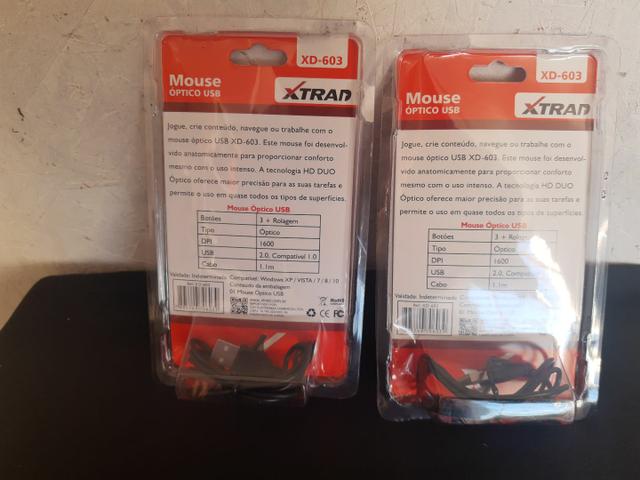 XD-603
Mouse
ÓPTICO USB
XTRAD
Jogue, crie conteúdo, navegue ou trabalhe com o
mouse óptico USB XD-603. Este mouse foi desenvol-
vido anatomicamente para proporcionar conforto
mesmo com o uso intenso. A tecnologia HD DUO
Óptico oferece maior precisão para as suas tarefas e
permite o uso em quase todos os tipos de superfícies.
Mouse Óptico USB
Botões 3 + Rolagem
Tipo Óptico
DPI 1600
USB 2.0, Compatível 1.0
Cabo 1.1m
Validade: Indeterminada
Compatível: Windows XP / VISTA / 7 / 8 / 10
Conteúdo da embalagem
01 Mouse Óptico USB
RoHS
CE
XD-603
Mouse
ÓPTICO USB
XTRAD
Jogue, crie conteúdo, navegue ou trabalhe com o
mouse óptico USB XD-603. Este mouse foi desenvol-
vido anatomicamente para proporcionar conforto
mesmo com o uso intenso. A tecnologia HD DUO
Óptico oferece maior precisão para as suas tarefas e
permite o uso em quase todos os tipos de superfícies.
Mouse Óptico USB
Botões 3 + Rolagem
Tipo Óptico
DPI 1600
USB 2.0, Compat
Cabo 1.1m
Validade: Indeterminada